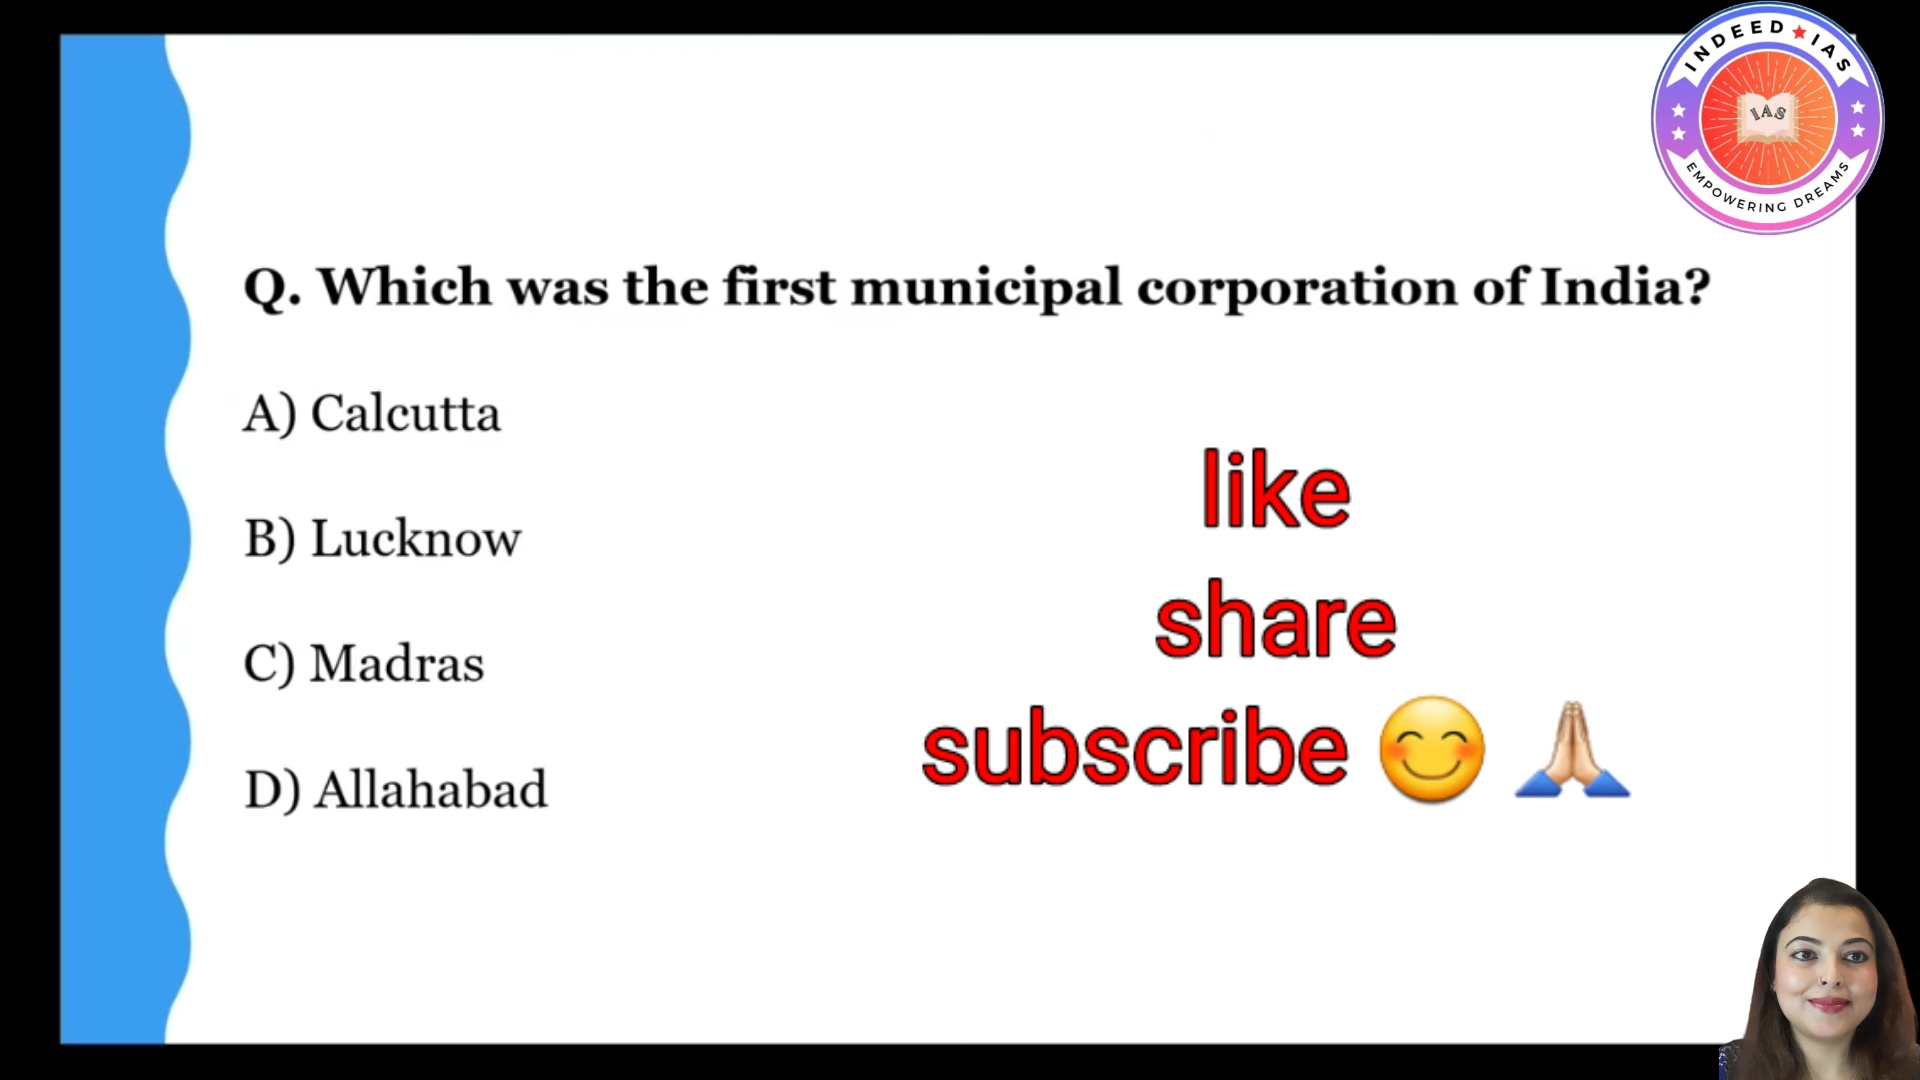 INDEED★IAS
IAS
EMPOWERING DREAMS
Q. Which was the first municipal corporation of India?
A) Calcutta
B) Lucknow
C) Madras
D) Allahabad
like
share
subscribe 😊 🙏🏻